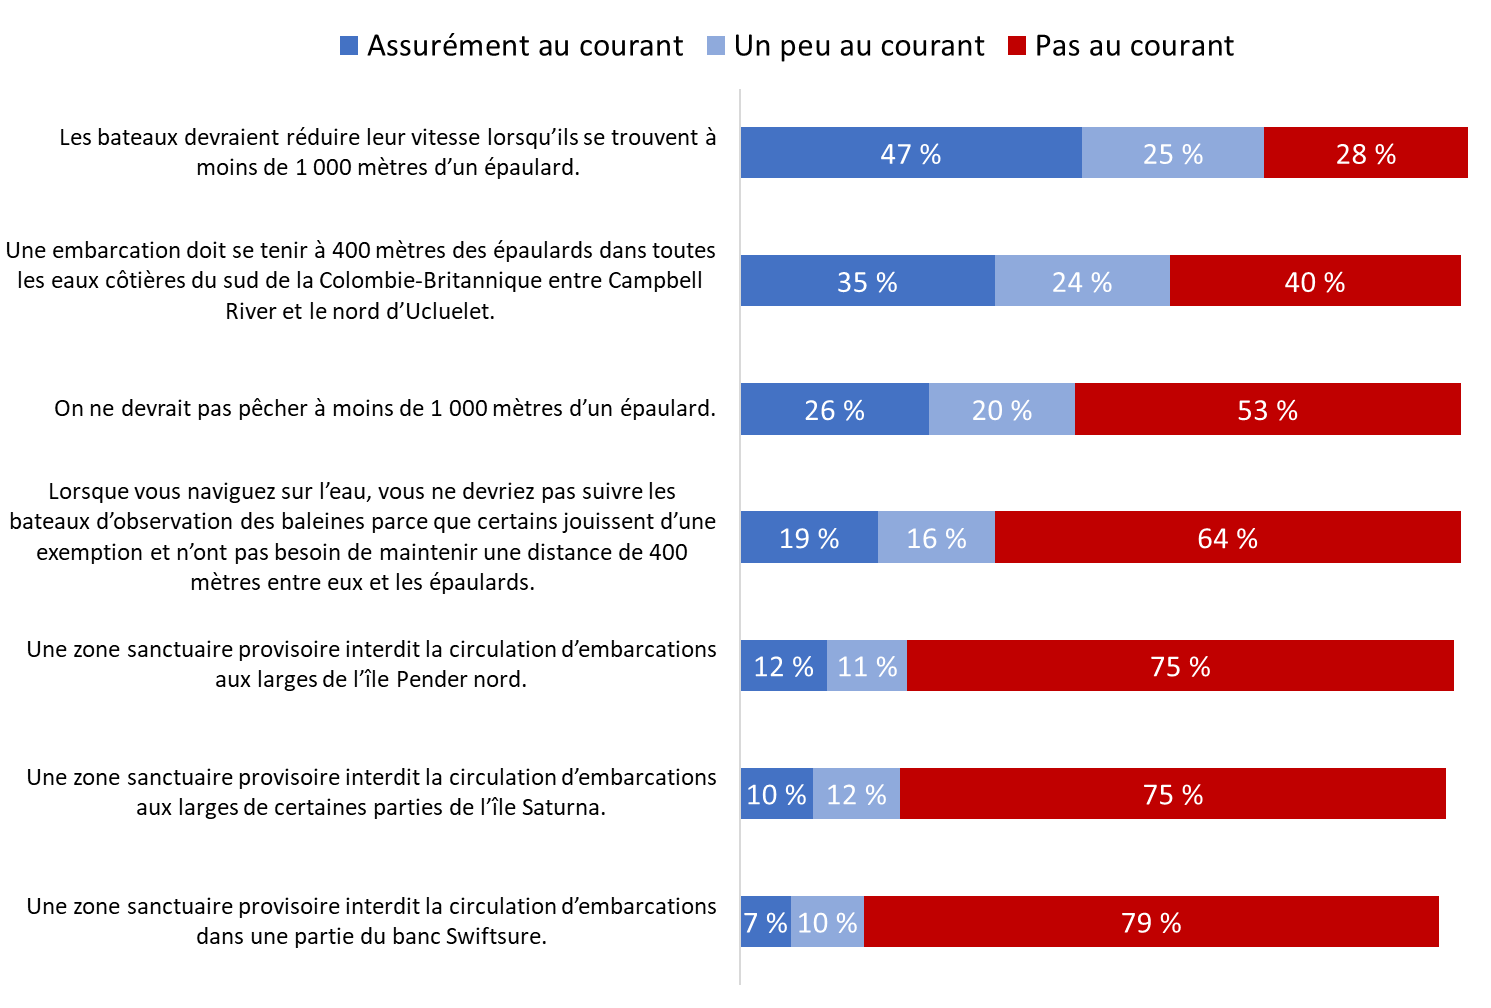 Assurément au courant Un peu au courant Pas au courant
Les bateaux devraient réduire leur vitesse lorsqu’ils se trouvent à
moins de 1 000 mètres d’un épaulard.
47 % 25 % 28 %
Une embarcation doit se tenir à 400 mètres des épaulards dans toutes
les eaux côtières du sud de la Colombie-Britannique entre Campbell
River et le nord d’Ucluelet.
35 % 24 % 40 %
On ne devrait pas pêcher à moins de 1 000 mètres d’un épaulard.
26 % 20 % 53 %
Lorsque vous naviguez sur l’eau, vous ne devriez pas suivre les
bateaux d’observation des baleines parce que certains jouissent d’une
exemption et n’ont pas besoin de maintenir une distance de 400
mètres entre eux et les épaulards.
19 % 16 % 64 %
Une zone sanctuaire provisoire interdit la circulation d’embarcations
aux larges de l’île Pender nord.
12 % 11 % 75 %
Une zone sanctuaire provisoire interdit la circulation d’embarcations
aux larges de certaines parties de l’île Saturna.
10 % 12 % 75 %
Une zone sanctuaire provisoire interdit la circulation d’embarcations
dans une partie du banc Swiftsure.
7 % 10 % 79 %